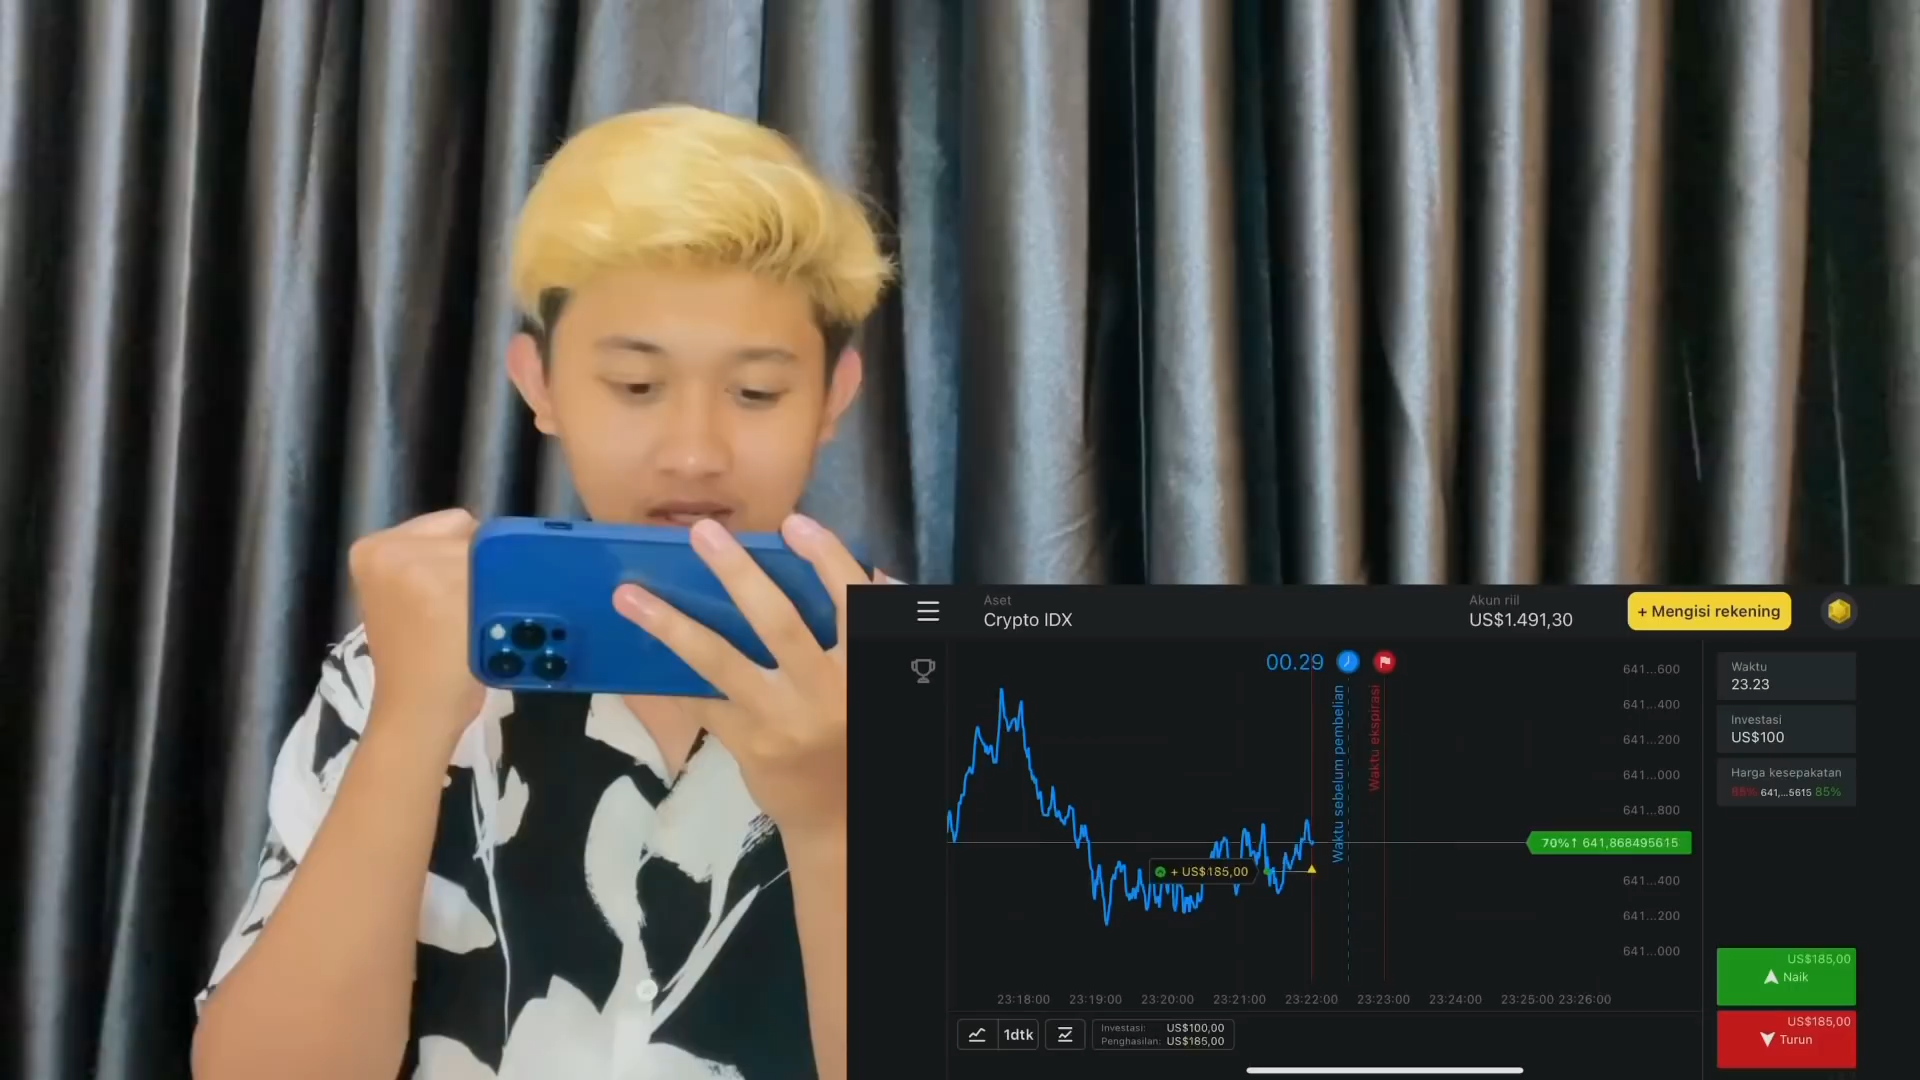 Aset
Crypto IDX
Akun riil
US$1.491,30
+ Mengisi rekening
00.29
Waktu sebelum pembelian
Waktu ekspirasi
641...600
641...400
641...200
641...000
641...800
70%↑ 641,868495615
641...400
641...200
641...000
+ US$185,00
23:18:00 23:19:00 23:20:00 23:21:00 23:22:00 23:23:00 23:24:00 23:25:00 23:26:00
1dtk
Investasi: US$100,00
Penghasilan: US$185,00
Waktu
23.23
Investasi
US$100
Harga kesepakatan
85% 641,...5615 85%
US$185,00
Naik
US$185,00
Turun